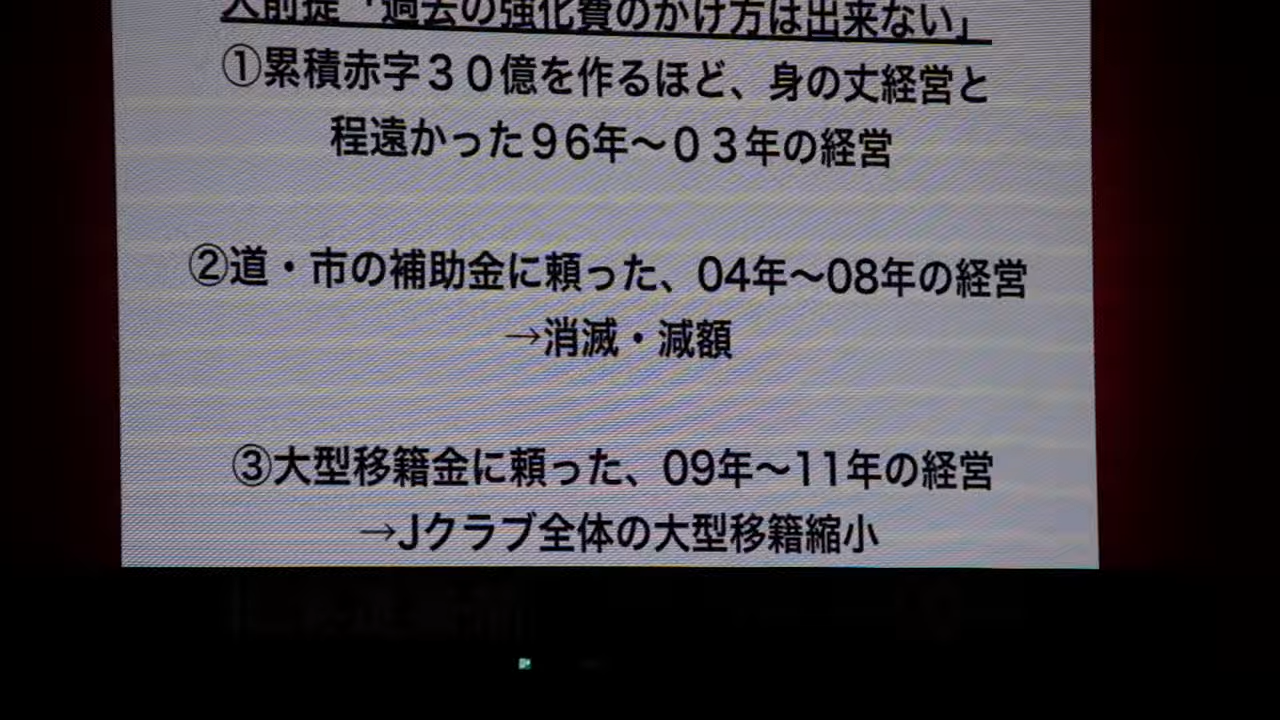 大前提「過去の強化費のかけ方は出来ない」
①累積赤字３０億を作るほど、身の丈経営と
程遠かった９６年～０３年の経営
②道・市の補助金に頼った、04年～08年の経営
→消滅・減額
③大型移籍金に頼った、09年～11年の経営
→Jクラブ全体の大型移籍縮小